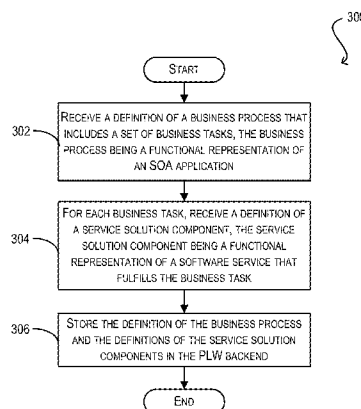 300
START
302
RECEIVE A DEFINITION OF A BUSINESS PROCESS THAT
INCLUDES A SET OF BUSINESS TASKS, THE BUSINESS
PROCESS BEING A FUNCTIONAL REPRESENTATION OF
AN SOA APPLICATION
304
FOR EACH BUSINESS TASK, RECEIVE A DEFINITION OF
A SERVICE SOLUTION COMPONENT, THE SERVICE
SOLUTION COMPONENT BEING A FUNCTIONAL
REPRESENTATION OF A SOFTWARE SERVICE THAT
FULFILLS THE BUSINESS TASK
306
STORE THE DEFINITION OF THE BUSINESS PROCESS
AND THE DEFINITIONS OF THE SERVICE SOLUTION
COMPONENTS IN THE PLW BACKEND
END